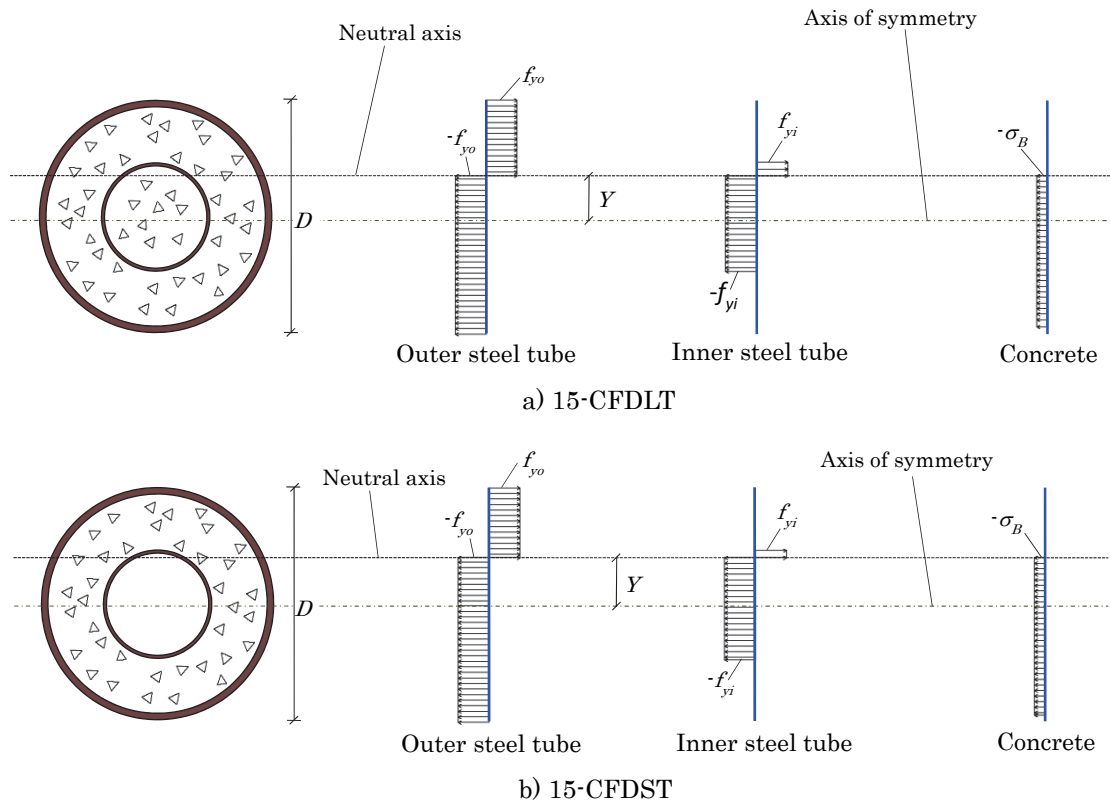 Neutral axis
Axis of symmetry
f_yo
-f_yo
f_yi
-σ_B
D
Y
-f_yi
Outer steel tube
Inner steel tube
Concrete
a) 15-CFDLT
Neutral axis
Axis of symmetry
f_yo
-f_yo
f_yi
-σ_B
D
Y
-f_yi
Outer steel tube
Inner steel tube
Concrete
b) 15-CFDST